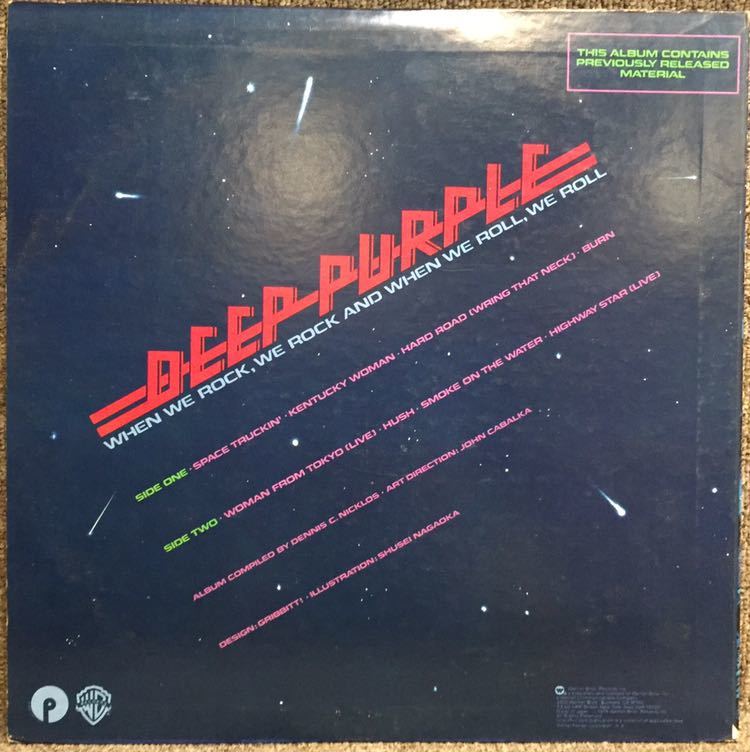 THIS ALBUM CONTAINS
PREVIOUSLY RELEASED
MATERIAL
DEEP PURPLE
WHEN WE ROCK, WE ROCK AND WHEN WE ROLL, WE ROLL
SIDE ONE · SPACE TRUCKIN' · KENTUCKY WOMAN · HARD ROAD (WRING THAT NECK) · BURN
SIDE TWO · WOMAN FROM TOKYO (LIVE) · HUSH · SMOKE ON THE WATER · HIGHWAY STAR (LIVE)
ALBUM COMPILED BY DENNIS C. NICKLOS · ART DIRECTION: JOHN CABALKA
DESIGN: GRIBBITT! · ILLUSTRATION: SHUSEI NAGAOKA
P
WB